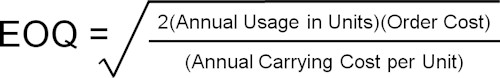 EOQ = √ 2(Annual Usage in Units)(Order Cost)
(Annual Carrying Cost per Unit)